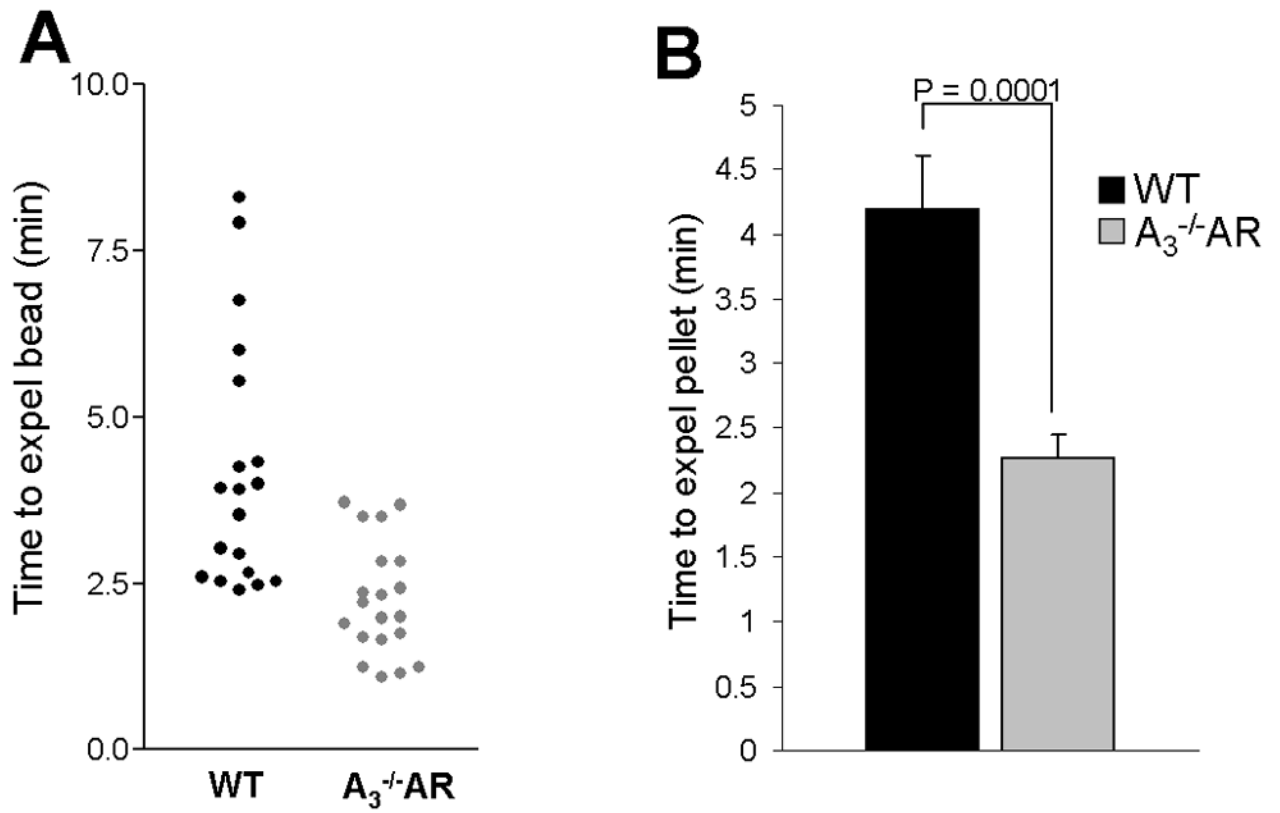 A
Time to expel bead (min)
10.0
7.5
5.0
2.5
0.0
WT
A₃⁻/⁻AR
B
P = 0.0001
Time to expel pellet (min)
5
4.5
4
3.5
3
2.5
2
1.5
1
0.5
0
WT
A₃⁻/⁻AR